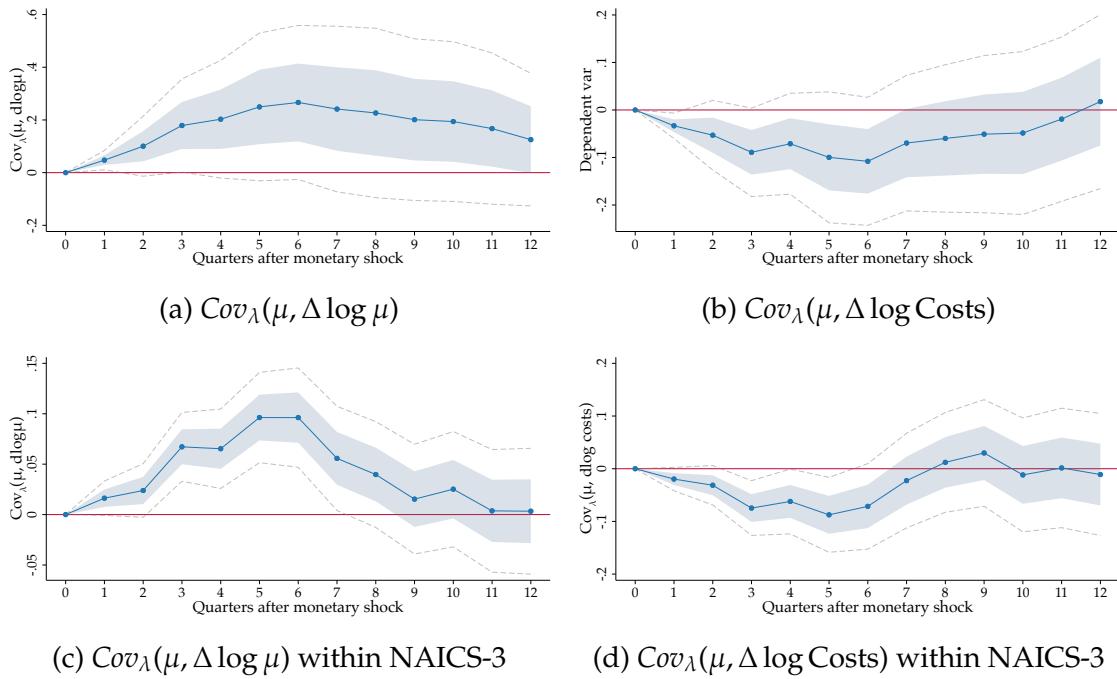 .6
.4
.2
0
.2
Cov_λ(μ, dlogμ)
0 1 2 3 4 5 6 7 8 9 10 11 12
Quarters after monetary shock
(a) Cov_λ(μ, Δ log μ)
.2
.1
0
-.1
-.2
Dependent var
0 1 2 3 4 5 6 7 8 9 10 11 12
Quarters after monetary shock
(b) Cov_λ(μ, Δ log Costs)
.15
.1
.05
0
-.05
Cov_λ(μ, dlogμ)
0 1 2 3 4 5 6 7 8 9 10 11 12
Quarters after monetary shock
(c) Cov_λ(μ, Δ log μ) within NAICS-3
.2
.1
0
-.1
-.2
Cov_λ(μ, dlog costs)
0 1 2 3 4 5 6 7 8 9 10 11 12
Quarters after monetary shock
(d) Cov_λ(μ, Δ log Costs) within NAICS-3